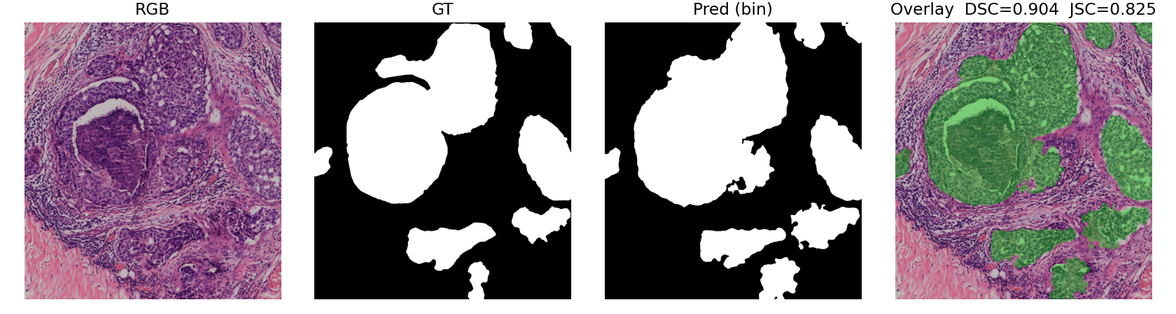 RGB
GT
Pred (bin)
Overlay DSC=0.904 JSC=0.825